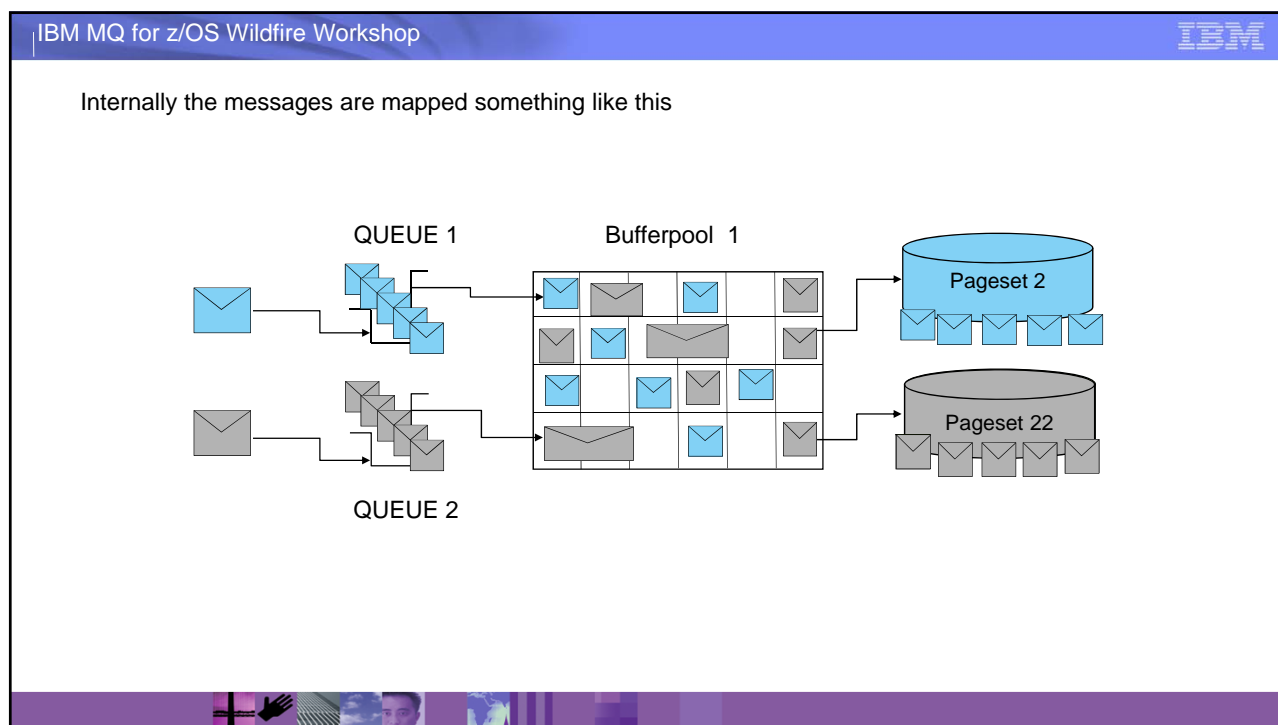 IBM MQ for z/OS Wildfire Workshop
IBM
Internally the messages are mapped something like this
QUEUE 1
Bufferpool 1
Pageset 2
Pageset 22
QUEUE 2